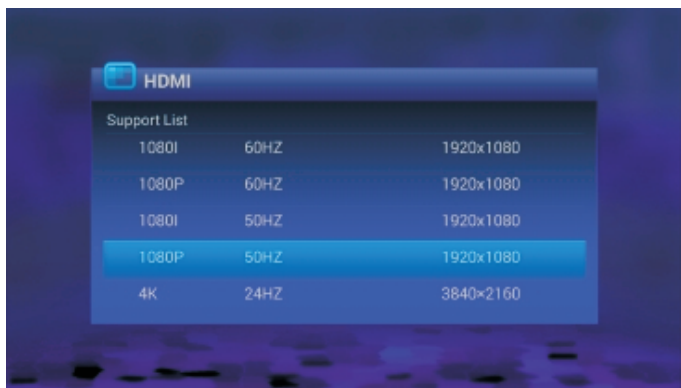 HDMI
Support List
1080I 60HZ 1920x1080
1080P 60HZ 1920x1080
1080I 50HZ 1920x1080
1080P 50HZ 1920x1080
4K 24HZ 3840×2160